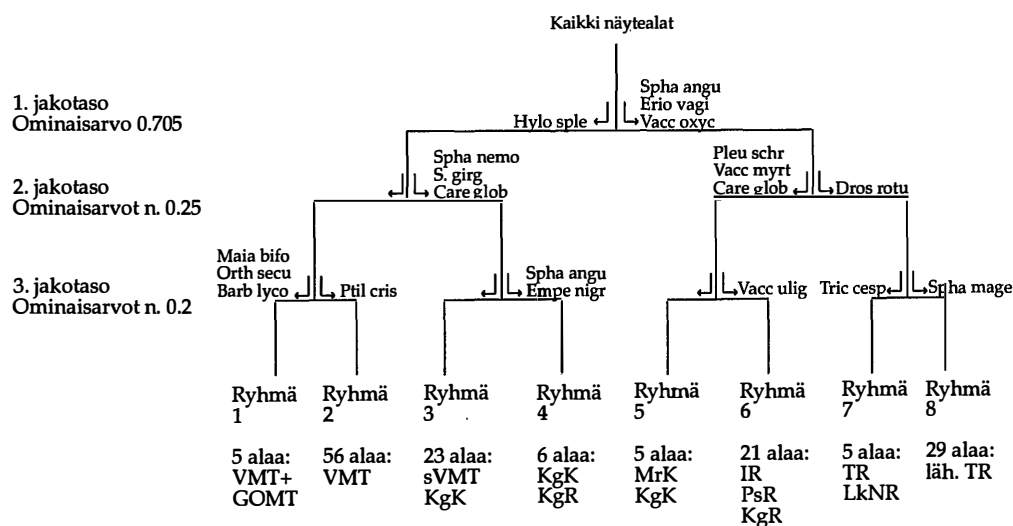 Kaikki näytealat
1. jakotaso
Ominaisarvo 0.705
Hylo sple
Spha angu
Erio vagi
Vacc oxyc
2. jakotaso
Ominaisarvot n. 0.25
Spha nemo
S. girg
Care glob
Pleu schr
Vacc myrt
Care glob
Dros rotu
3. jakotaso
Ominaisarvot n. 0.2
Maia bifo
Orth secu
Barb lyco
Ptil cris
Spha angu
Empe nigr
Vacc ulig
Tric cesp
Spha mage
Ryhmä
1
5 alaa:
VMT+
GOMT
Ryhmä
2
56 alaa:
VMT
Ryhmä
3
23 alaa:
sVMT
KgK
Ryhmä
4
6 alaa:
KgK
KgR
Ryhmä
5
5 alaa:
MrK
KgK
Ryhmä
6
21 alaa:
IR
PsR
KgR
Ryhmä
7
5 alaa:
TR
LkNR
Ryhmä
8
29 alaa:
läh. TR